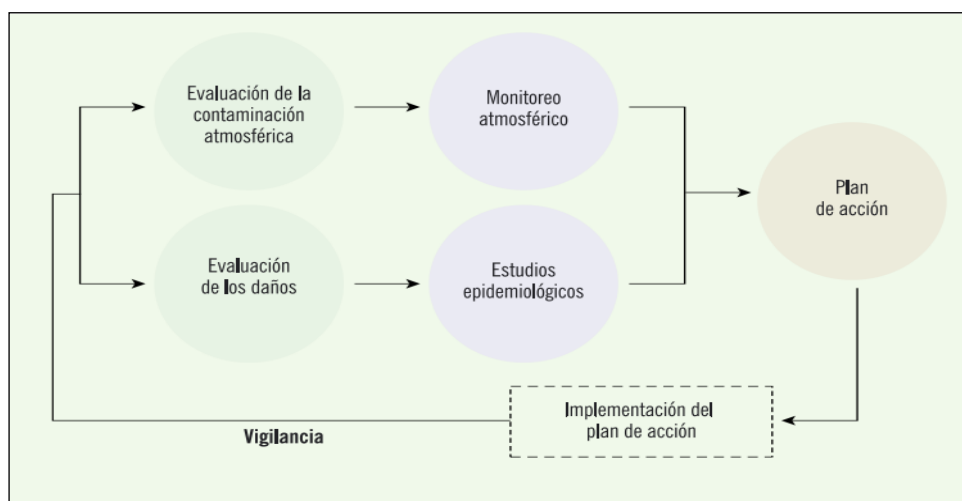 Evaluación de la
contaminación
atmosférica
Monitoreo
atmosférico
Plan
de acción
Evaluación
de los daños
Estudios
epidemiológicos
Implementación del
plan de acción
Vigilancia